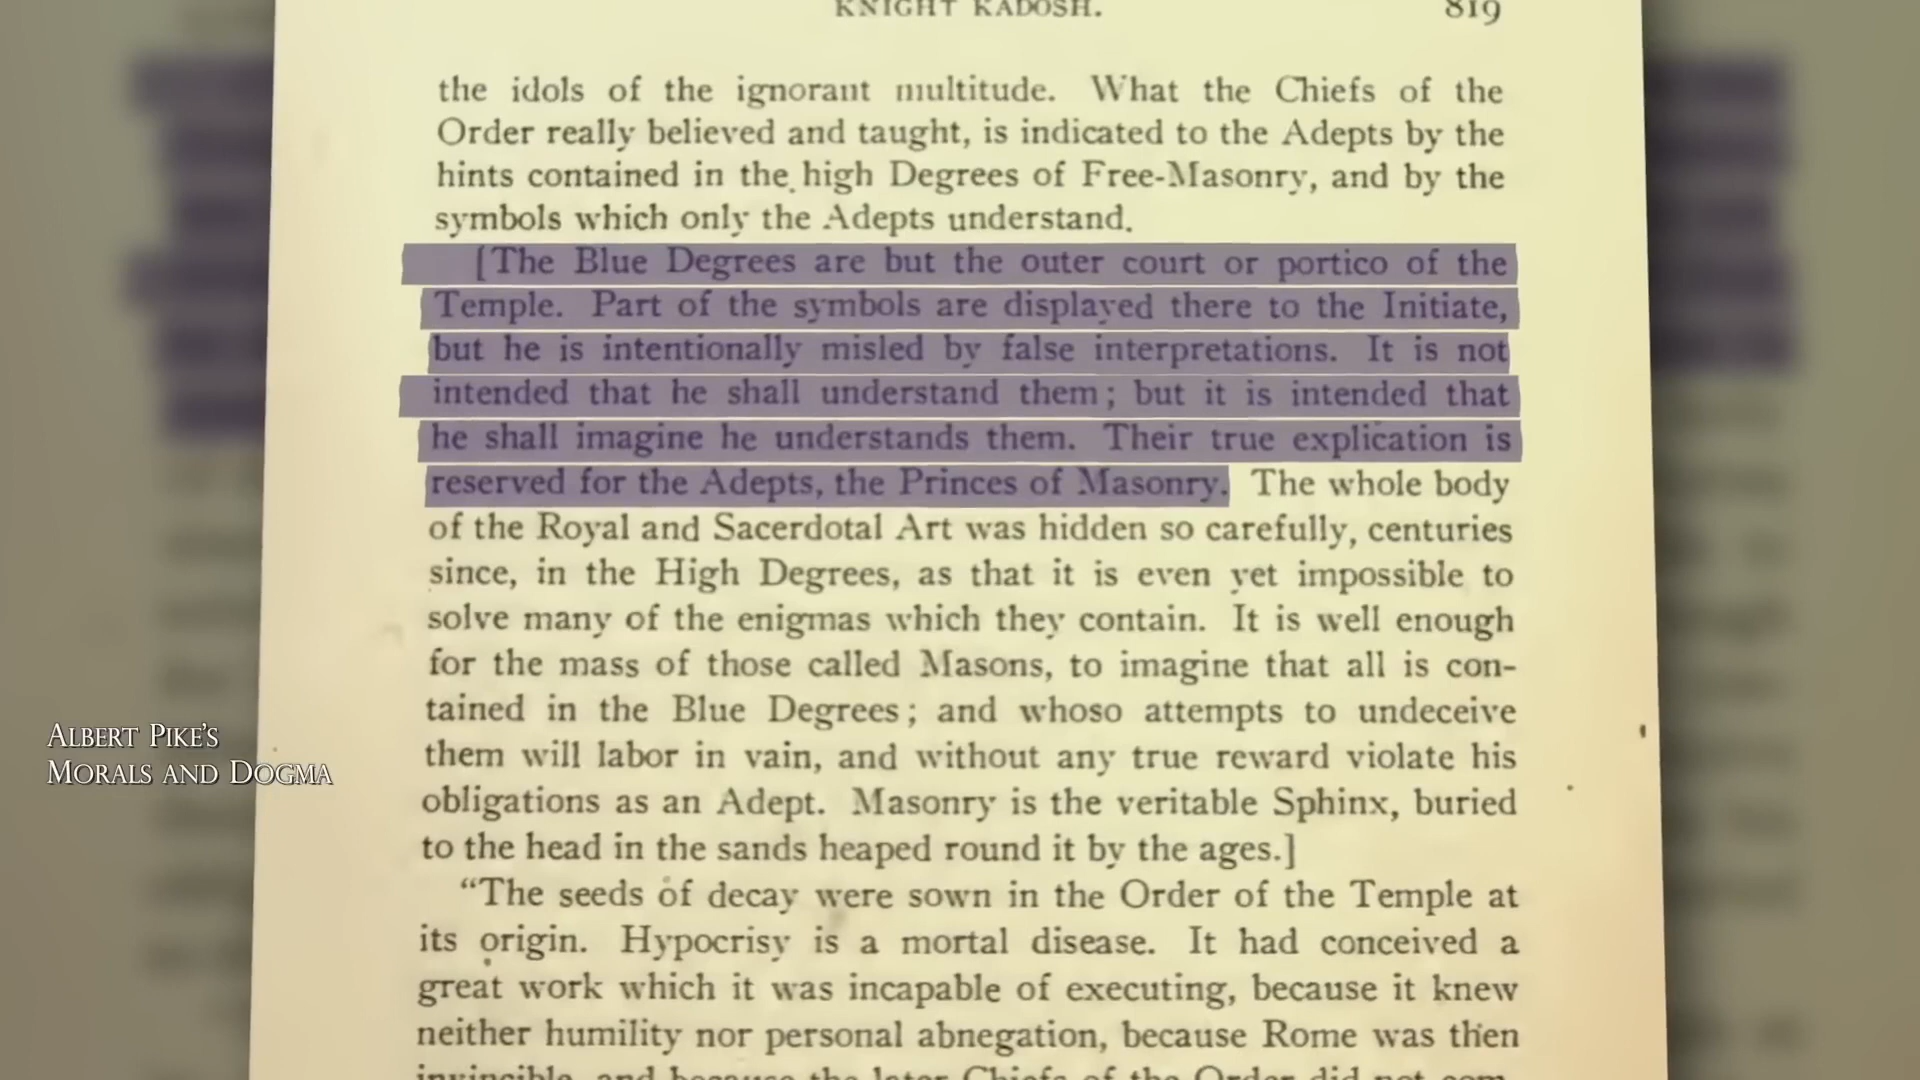 KNIGHT KADOSH. 819
the idols of the ignorant multitude. What the Chiefs of the
Order really believed and taught, is indicated to the Adepts by the
hints contained in the high Degrees of Free-Masonry, and by the
symbols which only the Adepts understand.
[The Blue Degrees are but the outer court or portico of the
Temple. Part of the symbols are displayed there to the Initiate,
but he is intentionally misled by false interpretations. It is not
intended that he shall understand them; but it is intended that
he shall imagine he understands them. Their true explication is
reserved for the Adepts, the Princes of Masonry. The whole body
of the Royal and Sacerdotal Art was hidden so carefully, centuries
since, in the High Degrees, as that it is even yet impossible to
solve many of the enigmas which they contain. It is well enough
for the mass of those called Masons, to imagine that all is con-
tained in the Blue Degrees; and whoso attempts to undeceive
them will labor in vain, and without any true reward violate his
obligations as an Adept. Masonry is the veritable Sphinx, buried
to the head in the sands heaped round it by the ages.]
“The seeds of decay were sown in the Order of the Temple at
its origin. Hypocrisy is a mortal disease. It had conceived a
great work which it was incapable of executing, because it knew
neither humility nor personal abnegation, because Rome was then
invincible, and because the later Chiefs of the Order did not com-
Albert Pike's
Morals and Dogma